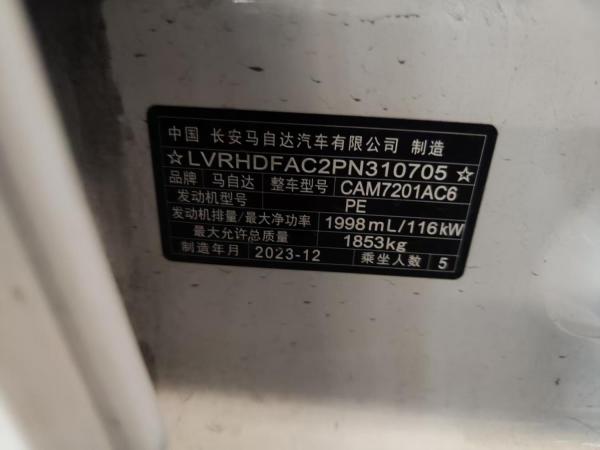 中国 长安马自达汽车有限公司 制造
☆LVRHDFAC2PN310705☆
品牌 马自达 整车型号 CAM7201AC6
发动机型号 PE
发动机排量/最大净功率 1998mL/116kW
最大允许总质量 1853kg
制造年月 2023-12 乘坐人数 5